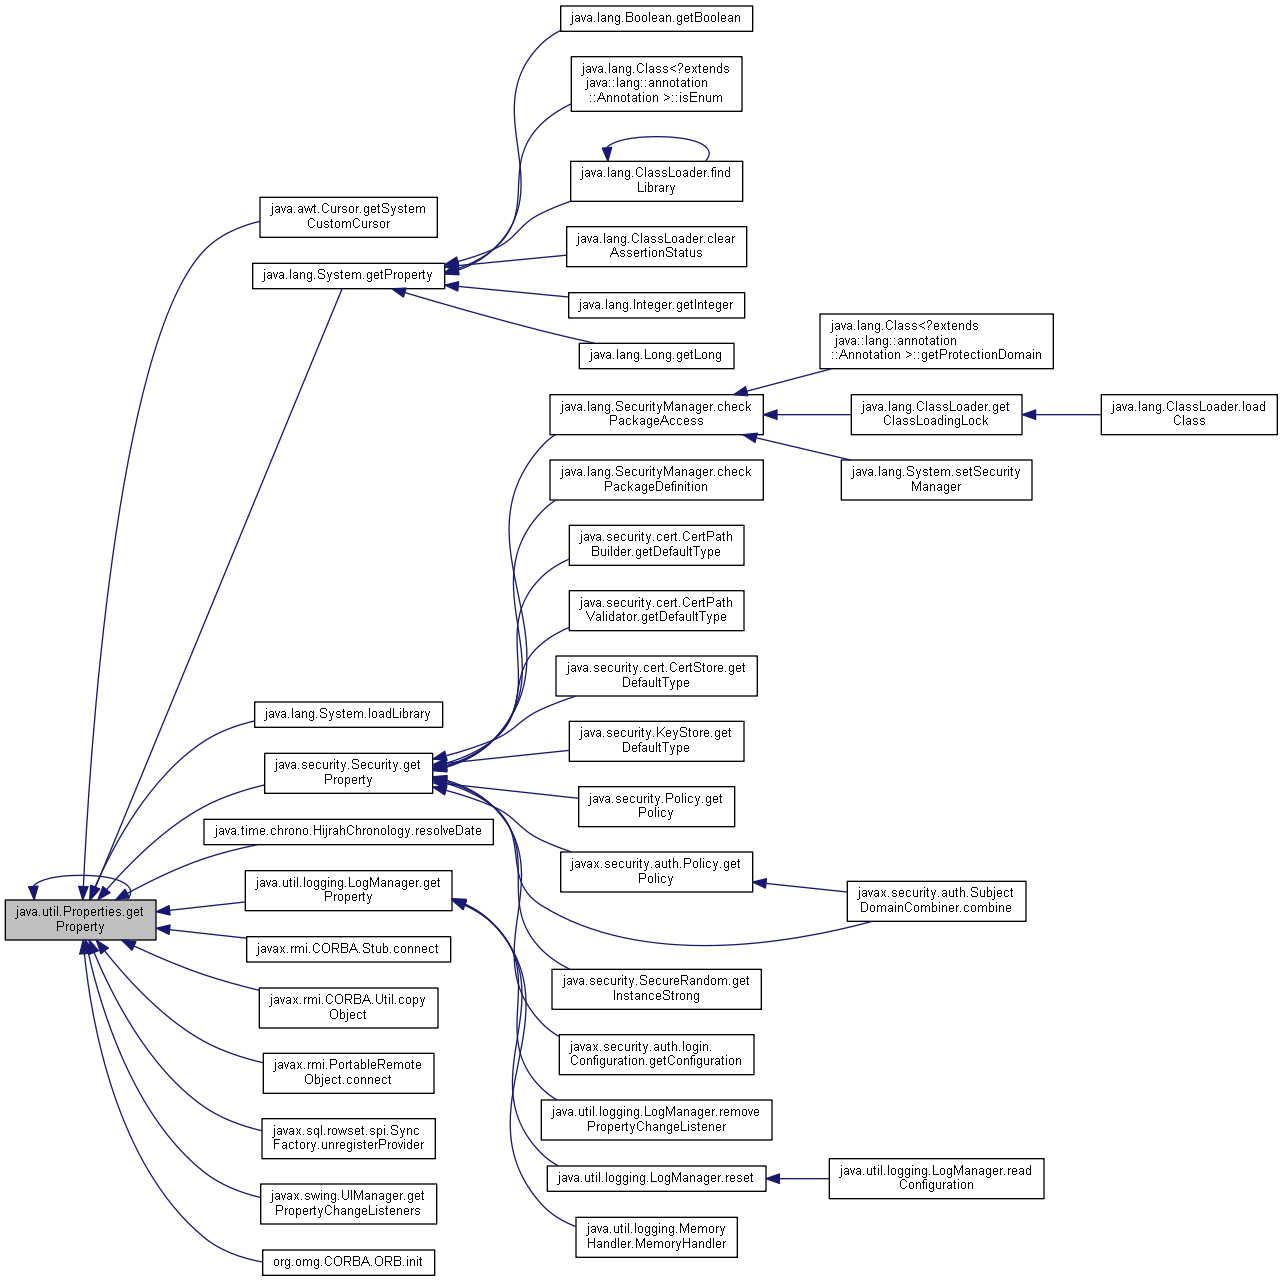 java.lang.Boolean.getBoolean
java.lang.Class<?extends
java::lang::annotation
::Annotation >::isEnum
java.lang.ClassLoader.find
Library
java.awt.Cursor.getSystem
CustomCursor
java.lang.ClassLoader.clear
AssertionStatus
java.lang.System.getProperty
java.lang.Integer.getInteger
java.lang.Long.getLong
java.lang.Class<?extends
java::lang::annotation
::Annotation >::getProtectionDomain
java.lang.SecurityManager.check
PackageAccess
java.lang.ClassLoader.get
ClassLoadingLock
java.lang.ClassLoader.load
Class
java.lang.System.setSecurity
Manager
java.lang.SecurityManager.check
PackageDefinition
java.security.cert.CertPath
Builder.getDefaultType
java.security.cert.CertPath
Validator.getDefaultType
java.security.cert.CertStore.get
DefaultType
java.lang.System.loadLibrary
java.security.KeyStore.get
DefaultType
java.security.Security.get
Property
java.security.Policy.get
Policy
java.time.chrono.HijrahChronology.resolveDate
javax.security.auth.Policy.get
Policy
java.util.logging.LogManager.get
Property
javax.security.auth.Subject
DomainCombiner.combine
java.util.Properties.get
Property
javax.rmi.CORBA.Stub.connect
java.security.SecureRandom.get
InstanceStrong
javax.rmi.CORBA.Util.copy
Object
javax.security.auth.login.
Configuration.getConfiguration
javax.rmi.PortableRemote
Object.connect
java.util.logging.LogManager.remove
PropertyChangeListener
javax.sql.rowset.spi.Sync
Factory.unregisterProvider
java.util.logging.LogManager.reset
java.util.logging.LogManager.read
Configuration
javax.swing.UIManager.get
PropertyChangeListeners
java.util.logging.Memory
Handler.MemoryHandler
org.omg.CORBA.ORB.init